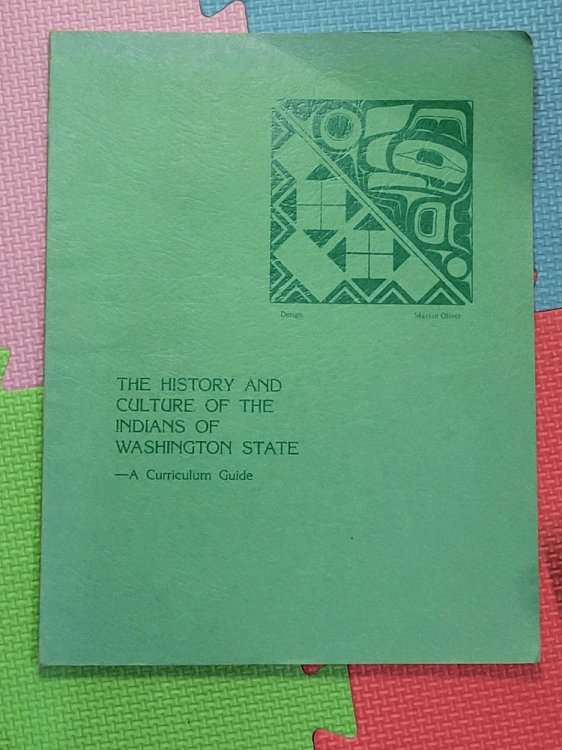 Design Marvin Oliver
THE HISTORY AND
CULTURE OF THE
INDIANS OF
WASHINGTON STATE
—A Curriculum Guide